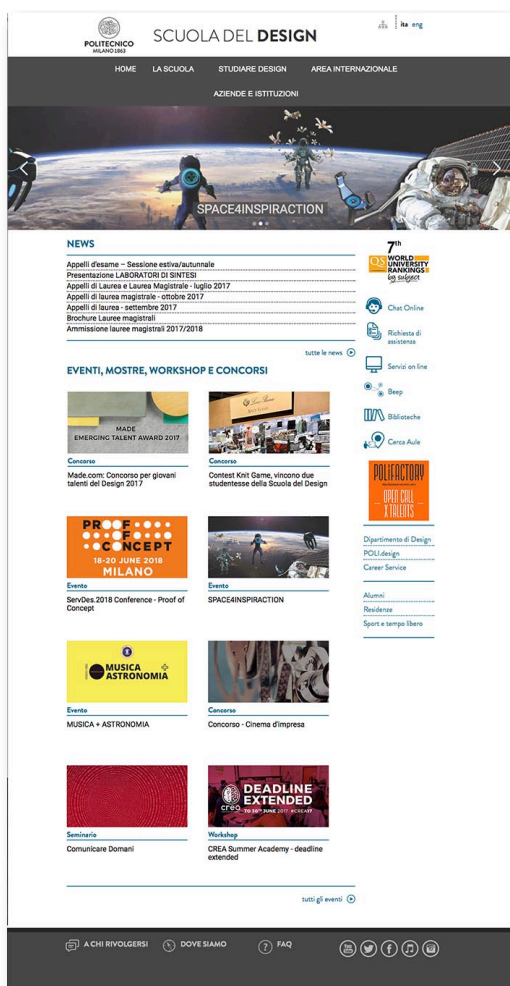 POLITECNICO
MILANO 1863
SCUOLA DEL DESIGN
ita eng
HOME LA SCUOLA STUDIARE DESIGN AREA INTERNAZIONALE
AZIENDE E ISTITUZIONI
SPACE4INSPIRACTION
NEWS
Appelli d'esame – Sessione estiva/autunnale
Presentazione LABORATORI DI SINTESI
Appelli di Laurea e Laurea Magistrale - luglio 2017
Appelli di laurea magistrale - ottobre 2017
Appelli di laurea - settembre 2017
Brochure Lauree magistrali
Ammissione lauree magistrali 2017/2018
tutte le news
7th
QS WORLD
UNIVERSITY
RANKINGS
by subject
Chat Online
Richiesta di
assistenza
Servizi on line
Beep
Biblioteche
Cerca Aule
POLIFACTORY
OPEN CALL
X TALENTS
Dipartimento di Design
POLI.design
Career Service
Alumni
Residenze
Sport e tempo libero
EVENTI, MOSTRE, WORKSHOP E CONCORSI
MADE
EMERGING TALENT AWARD 2017
Concorso
Made.com: Concorso per giovani
talenti del Design 2017
Concorso
Contest Knit Game, vincono due
studentesse della Scuola del Design
PROOF
OF
CONCEPT
18-20 JUNE 2018
MILANO
Evento
ServDes.2018 Conference - Proof of
Concept
Evento
SPACE4INSPIRACTION
MUSICA +
ASTRONOMIA
Evento
MUSICA + ASTRONOMIA
Concorso
Concorso - Cinema d'impresa
Seminario
Comunicare Domani
crea
DEADLINE
EXTENDED
TO 30TH JUNE 2017 #CREA17
Workshop
CREA Summer Academy - deadline
extended
tutti gli eventi
A CHI RIVOLGERSI DOVE SIAMO FAQ